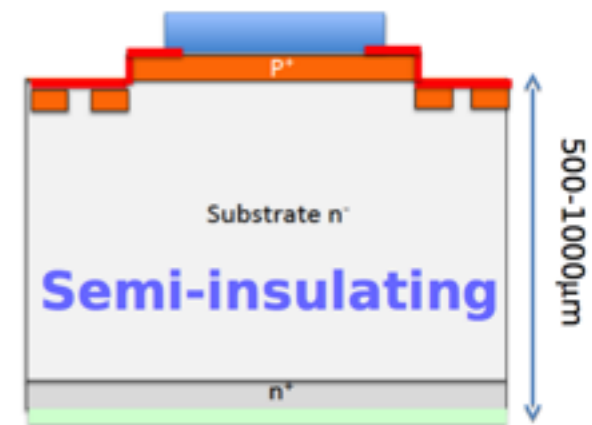 P⁺
Substrate n⁻
Semi-insulating
n⁺
500-1000μm